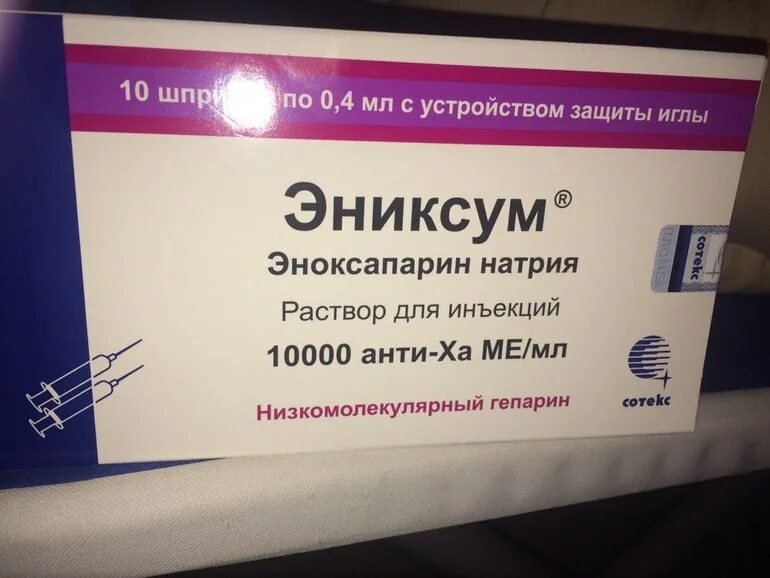 10 по 0,4 мл с устройством защиты иглы
Эниксум®
Эноксапарин натрия
Раствор для инъекций
10000 анти-Ха МЕ/мл
Низкомолекулярный гепарин
сотекс
сотекс